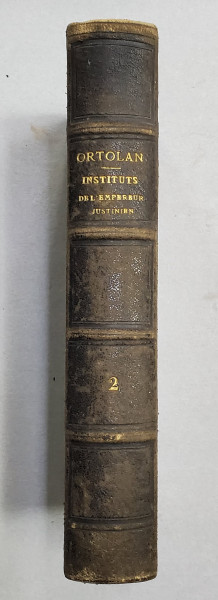 ORTOLAN
INSTITUTS
DE L'EMPEREUR
JUSTINIEN
2